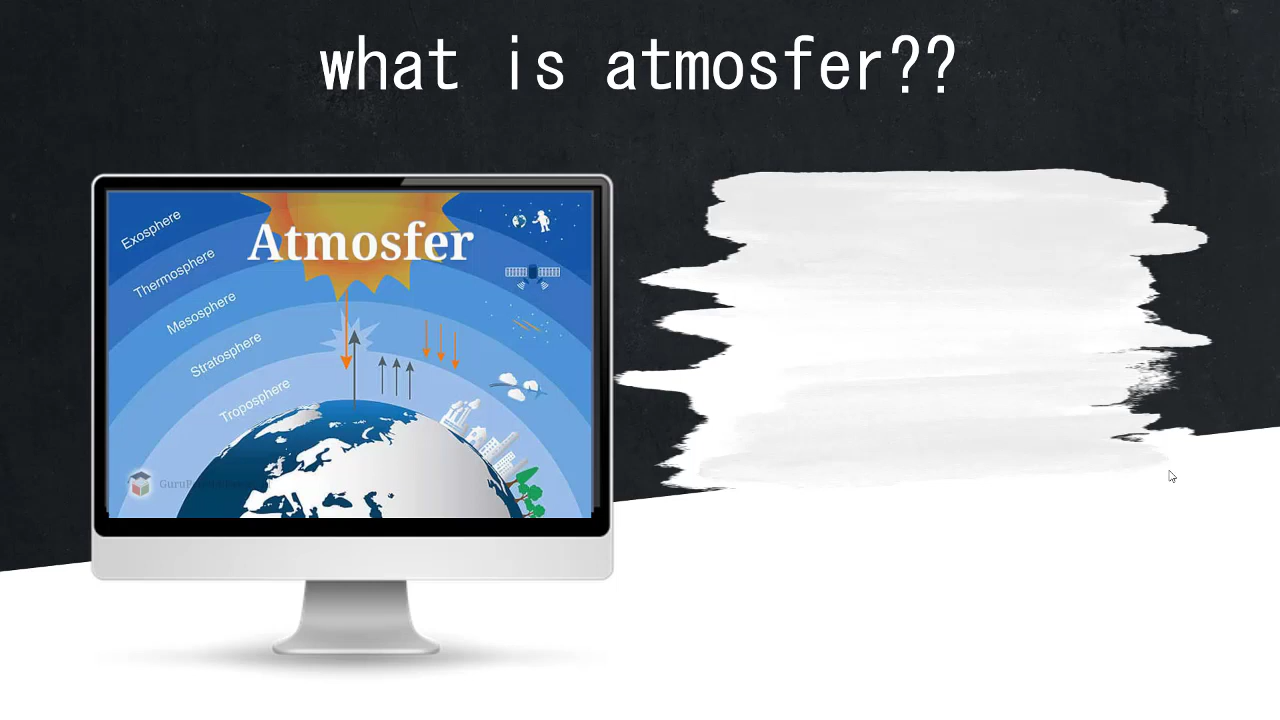 what is atmosfer??
Atmosfer
Exosphere
Thermosphere
Mesosphere
Stratosphere
Troposphere